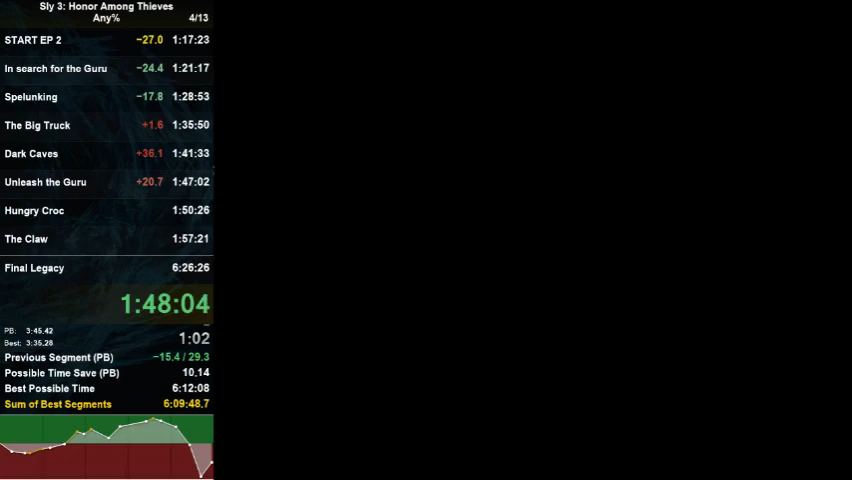 Sly 3: Honor Among Thieves
Any% 4/13
START EP 2 −27.0 1:17:23
In search for the Guru −24.4 1:21:17
Spelunking −17.8 1:28:53
The Big Truck +1.6 1:35:50
Dark Caves +36.1 1:41:33
Unleash the Guru +20.7 1:47:02
Hungry Croc 1:50:26
The Claw 1:57:21
Final Legacy 6:26:26
1:48:04
PB: 3:45.42
Best: 3:35.28
1:02
Previous Segment (PB) −15.4 / 29.3
Possible Time Save (PB) 10.14
Best Possible Time 6:12:08
Sum of Best Segments 6:09:48.7